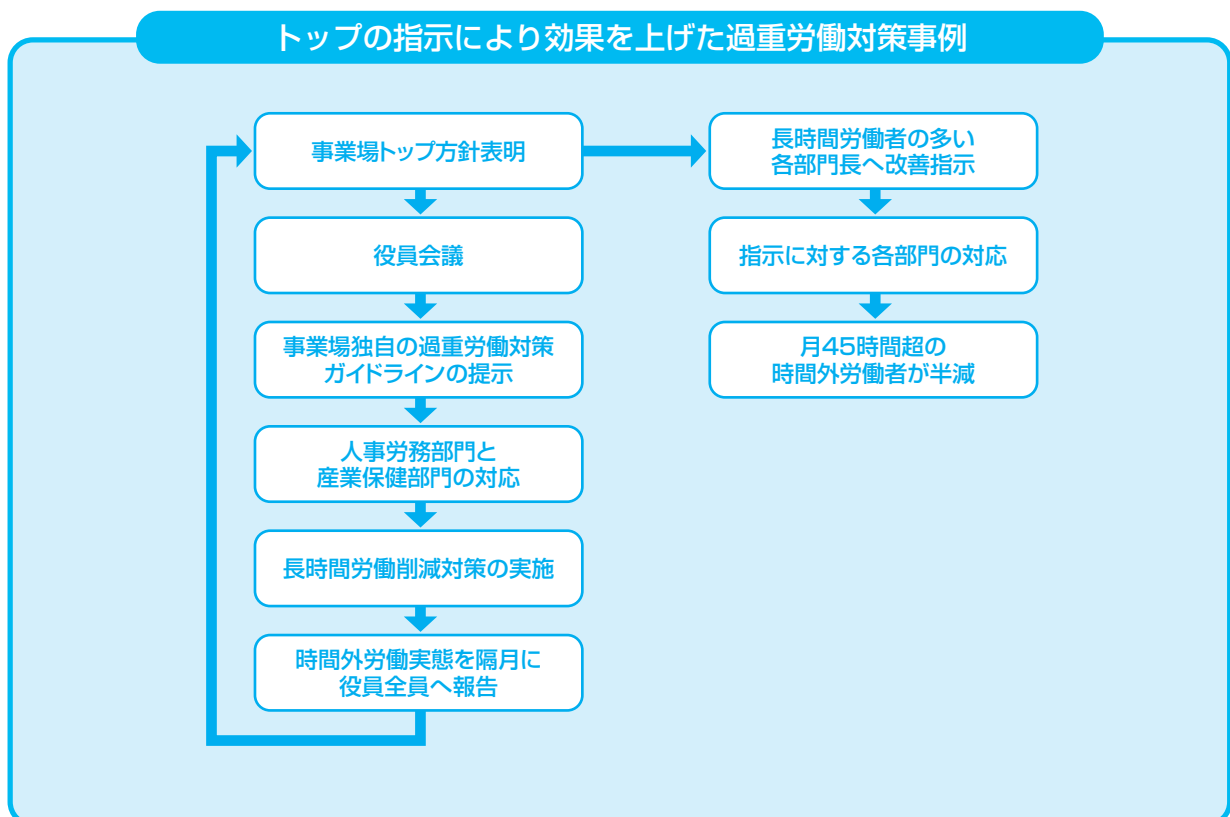 トップの指示により効果を上げた過重労働対策事例
事業場トップ方針表明
役員会議
事業場独自の過重労働対策
ガイドラインの提示
人事労務部門と
産業保健部門の対応
長時間労働削減対策の実施
時間外労働実態を隔月に
役員全員へ報告
長時間労働者の多い
各部門長へ改善指示
指示に対する各部門の対応
月45時間超の
時間外労働者が半減